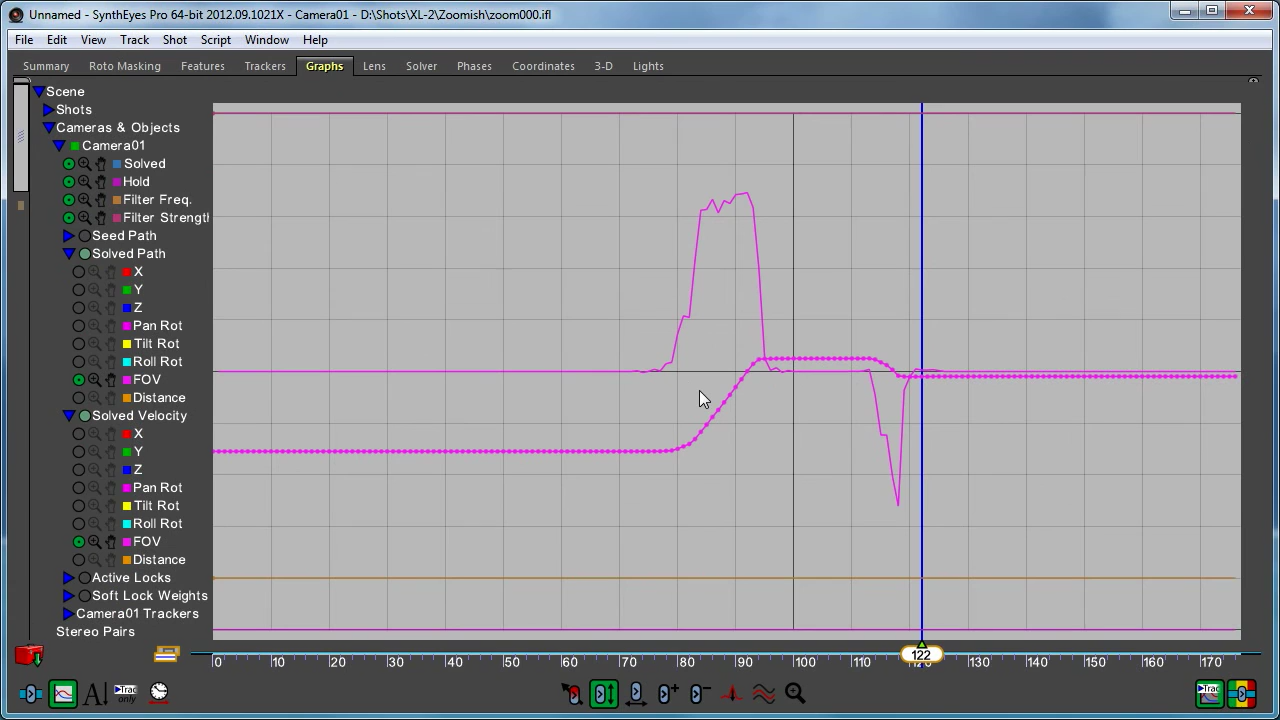 Unnamed - SynthEyes Pro 64-bit 2012.09.1021X - Camera01 - D:\Shots\XL-2\Zoomish\zoom000.ifl
File Edit View Track Shot Script Window Help
Summary Roto Masking Features Trackers Graphs Lens Solver Phases Coordinates 3-D Lights
Scene
Shots
Cameras & Objects
Camera01
Solved
Hold
Filter Freq.
Filter Strength
Seed Path
Solved Path
X
Y
Z
Pan Rot
Tilt Rot
Roll Rot
FOV
Distance
Solved Velocity
X
Y
Z
Pan Rot
Tilt Rot
Roll Rot
FOV
Distance
Active Locks
Soft Lock Weights
Camera01 Trackers
Stereo Pairs
0 10 20 30 40 50 60 70 80 90 100 110 122 130 140 150 160 170
A Trac only Trac